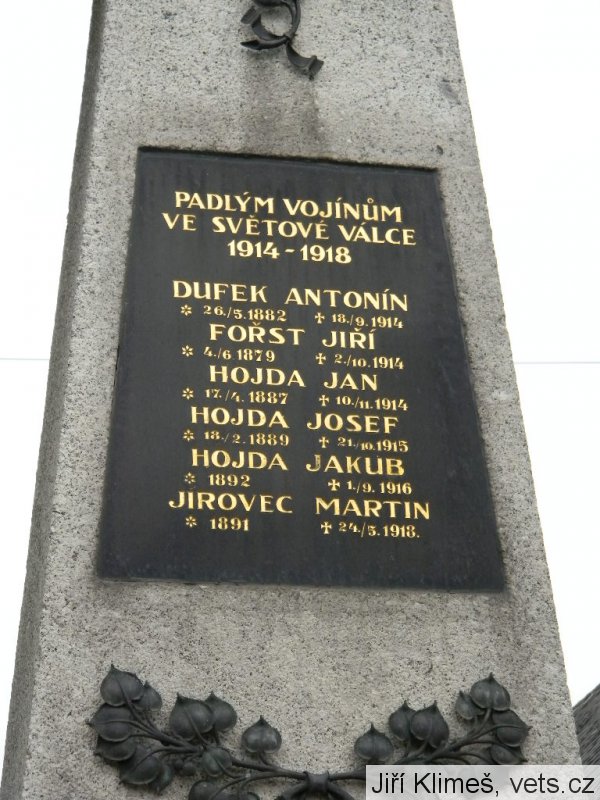 PADLÝM VOJÍNŮM
VE SVĚTOVÉ VÁLCE
1914-1918
DUFEK ANTONÍN
* 26./5.1882 ✝ 18./9.1914
FOŘST JIŘÍ
* 4./6 1879 ✝ 2./10.1914
HOJDA JAN
* 17./4.1887 ✝ 10./11.1914
HOJDA JOSEF
* 18./2.1889 ✝ 21./10.1915
HOJDA JAKUB
* 1892 ✝ 1./9.1916
JÍROVEC MARTIN
* 1891 ✝ 24./5.1918.
Jiří Klimeš, vets.cz